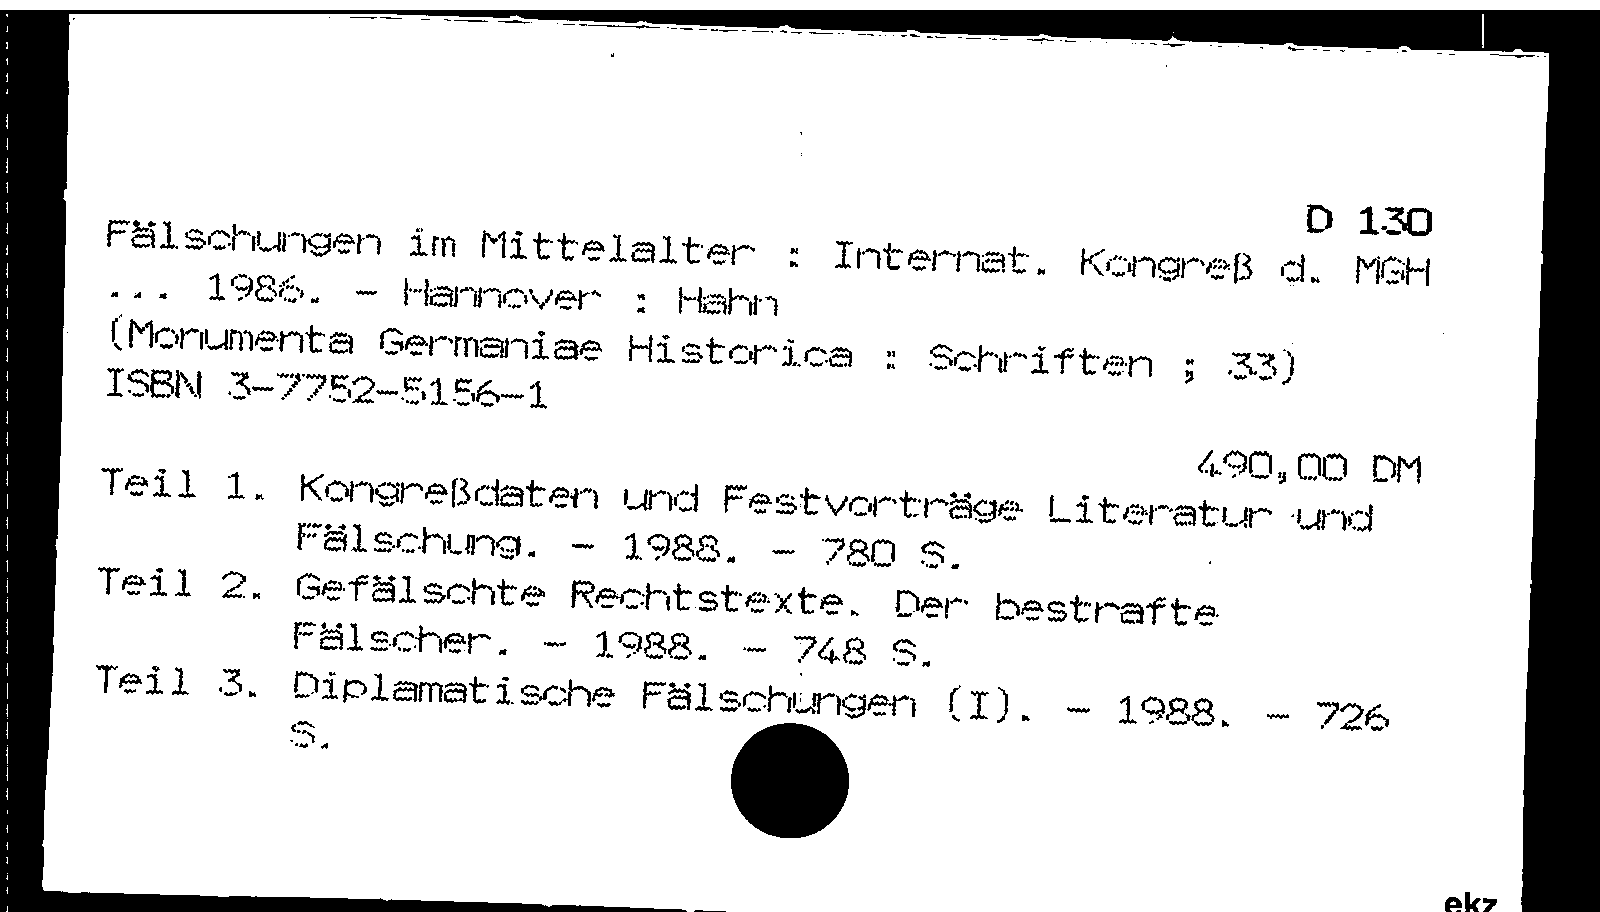 D 130
Fälschungen im Mittelalter : Internat. Kongreß d. MGH
... 1986. - Hannover : Hahn
(Monumenta Germaniae Historica : Schriften ; 33)
ISBN 3-7752-5156-1
490,00 DM
Teil 1. Kongreßdaten und Festvorträge Literatur und
Fälschung. - 1988. - 780 S.
Teil 2. Gefälschte Rechtstexte. Der bestrafte
Fälscher. - 1988. - 748 S.
Teil 3. Diplamatische Fälschungen (I). - 1988. - 726
S.
ekz